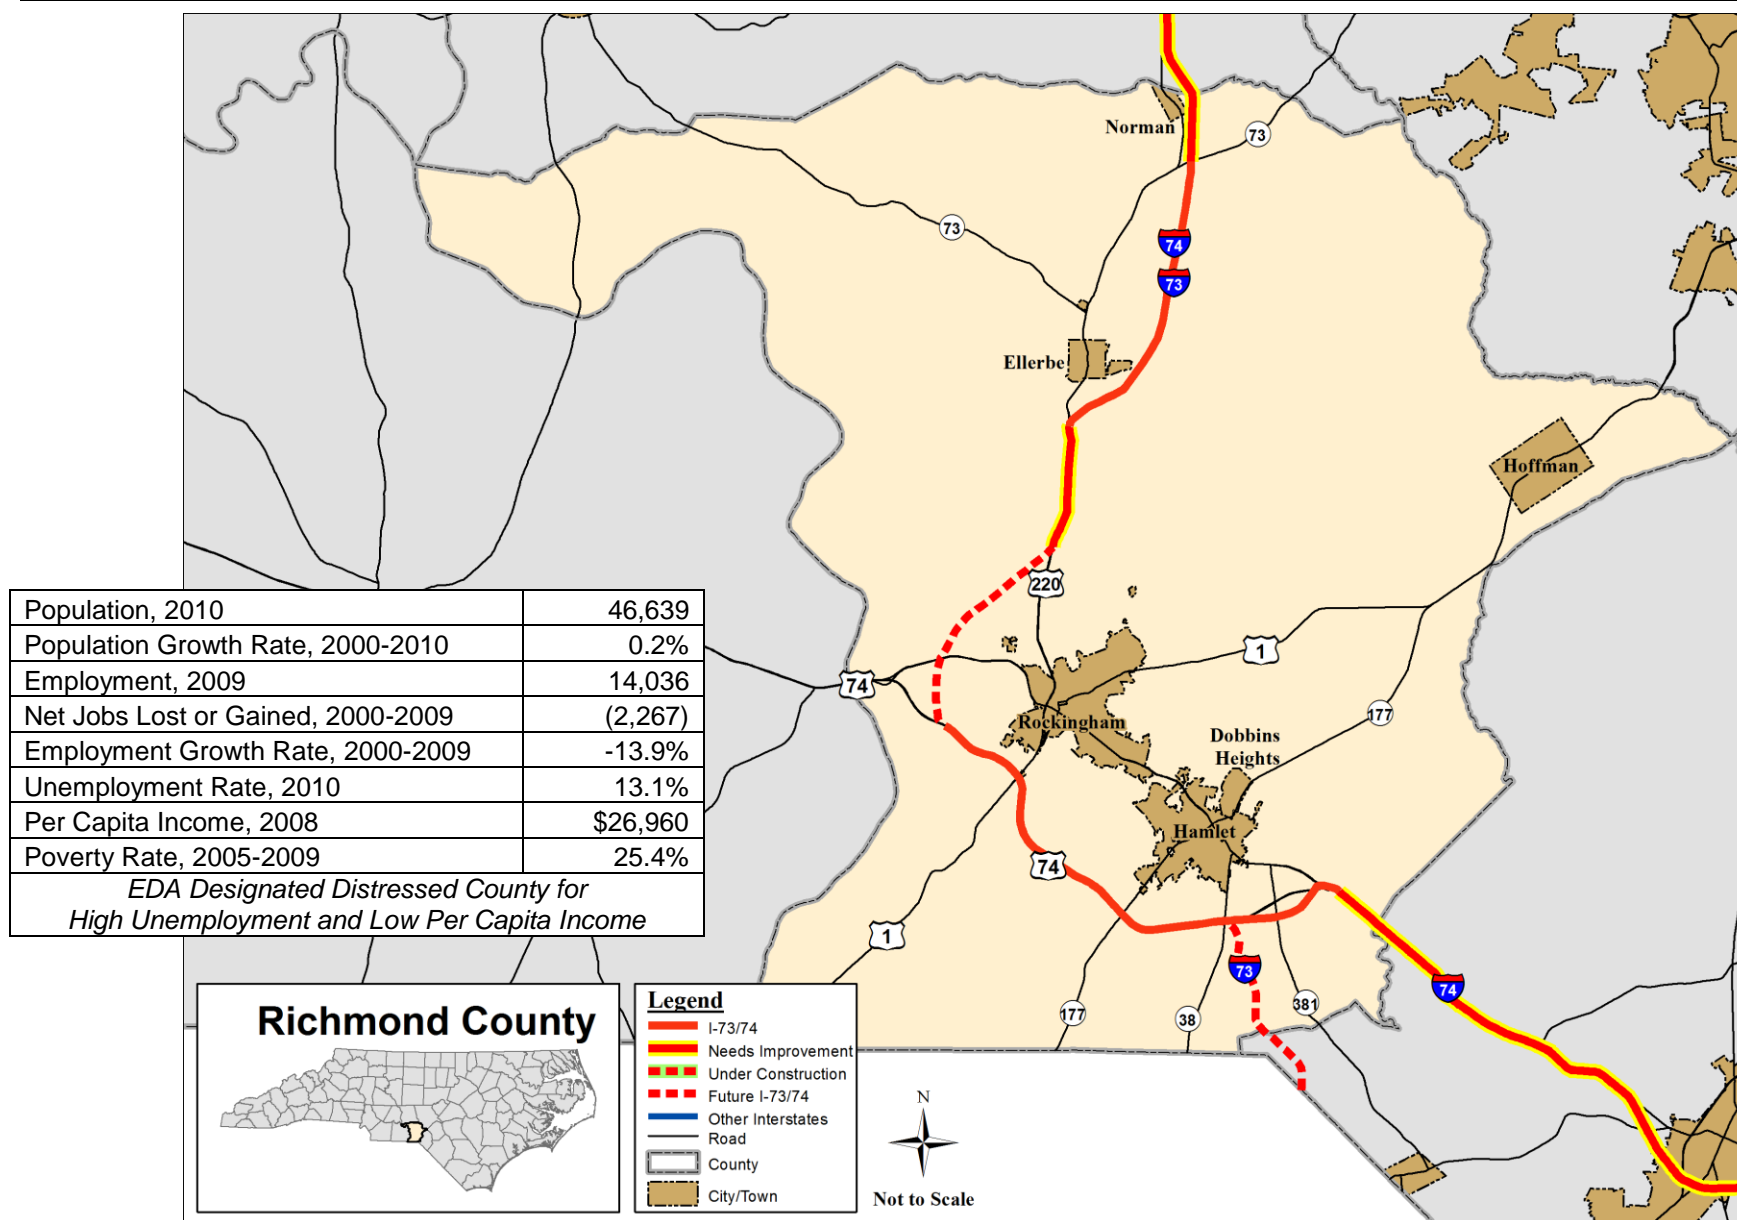 Norman
73
73
74
73
Ellerbe
Hoffman
220
1
74
177
Rockingham
Dobbins
Heights
Hamlet
74
1
73
74
177
38
381
Population, 2010 46,639
Population Growth Rate, 2000-2010 0.2%
Employment, 2009 14,036
Net Jobs Lost or Gained, 2000-2009 (2,267)
Employment Growth Rate, 2000-2009 -13.9%
Unemployment Rate, 2010 13.1%
Per Capita Income, 2008 $26,960
Poverty Rate, 2005-2009 25.4%
EDA Designated Distressed County for
High Unemployment and Low Per Capita Income
Richmond County
Legend
I-73/74
Needs Improvement
Under Construction
Future I-73/74
Other Interstates
Road
County
City/Town
N
Not to Scale